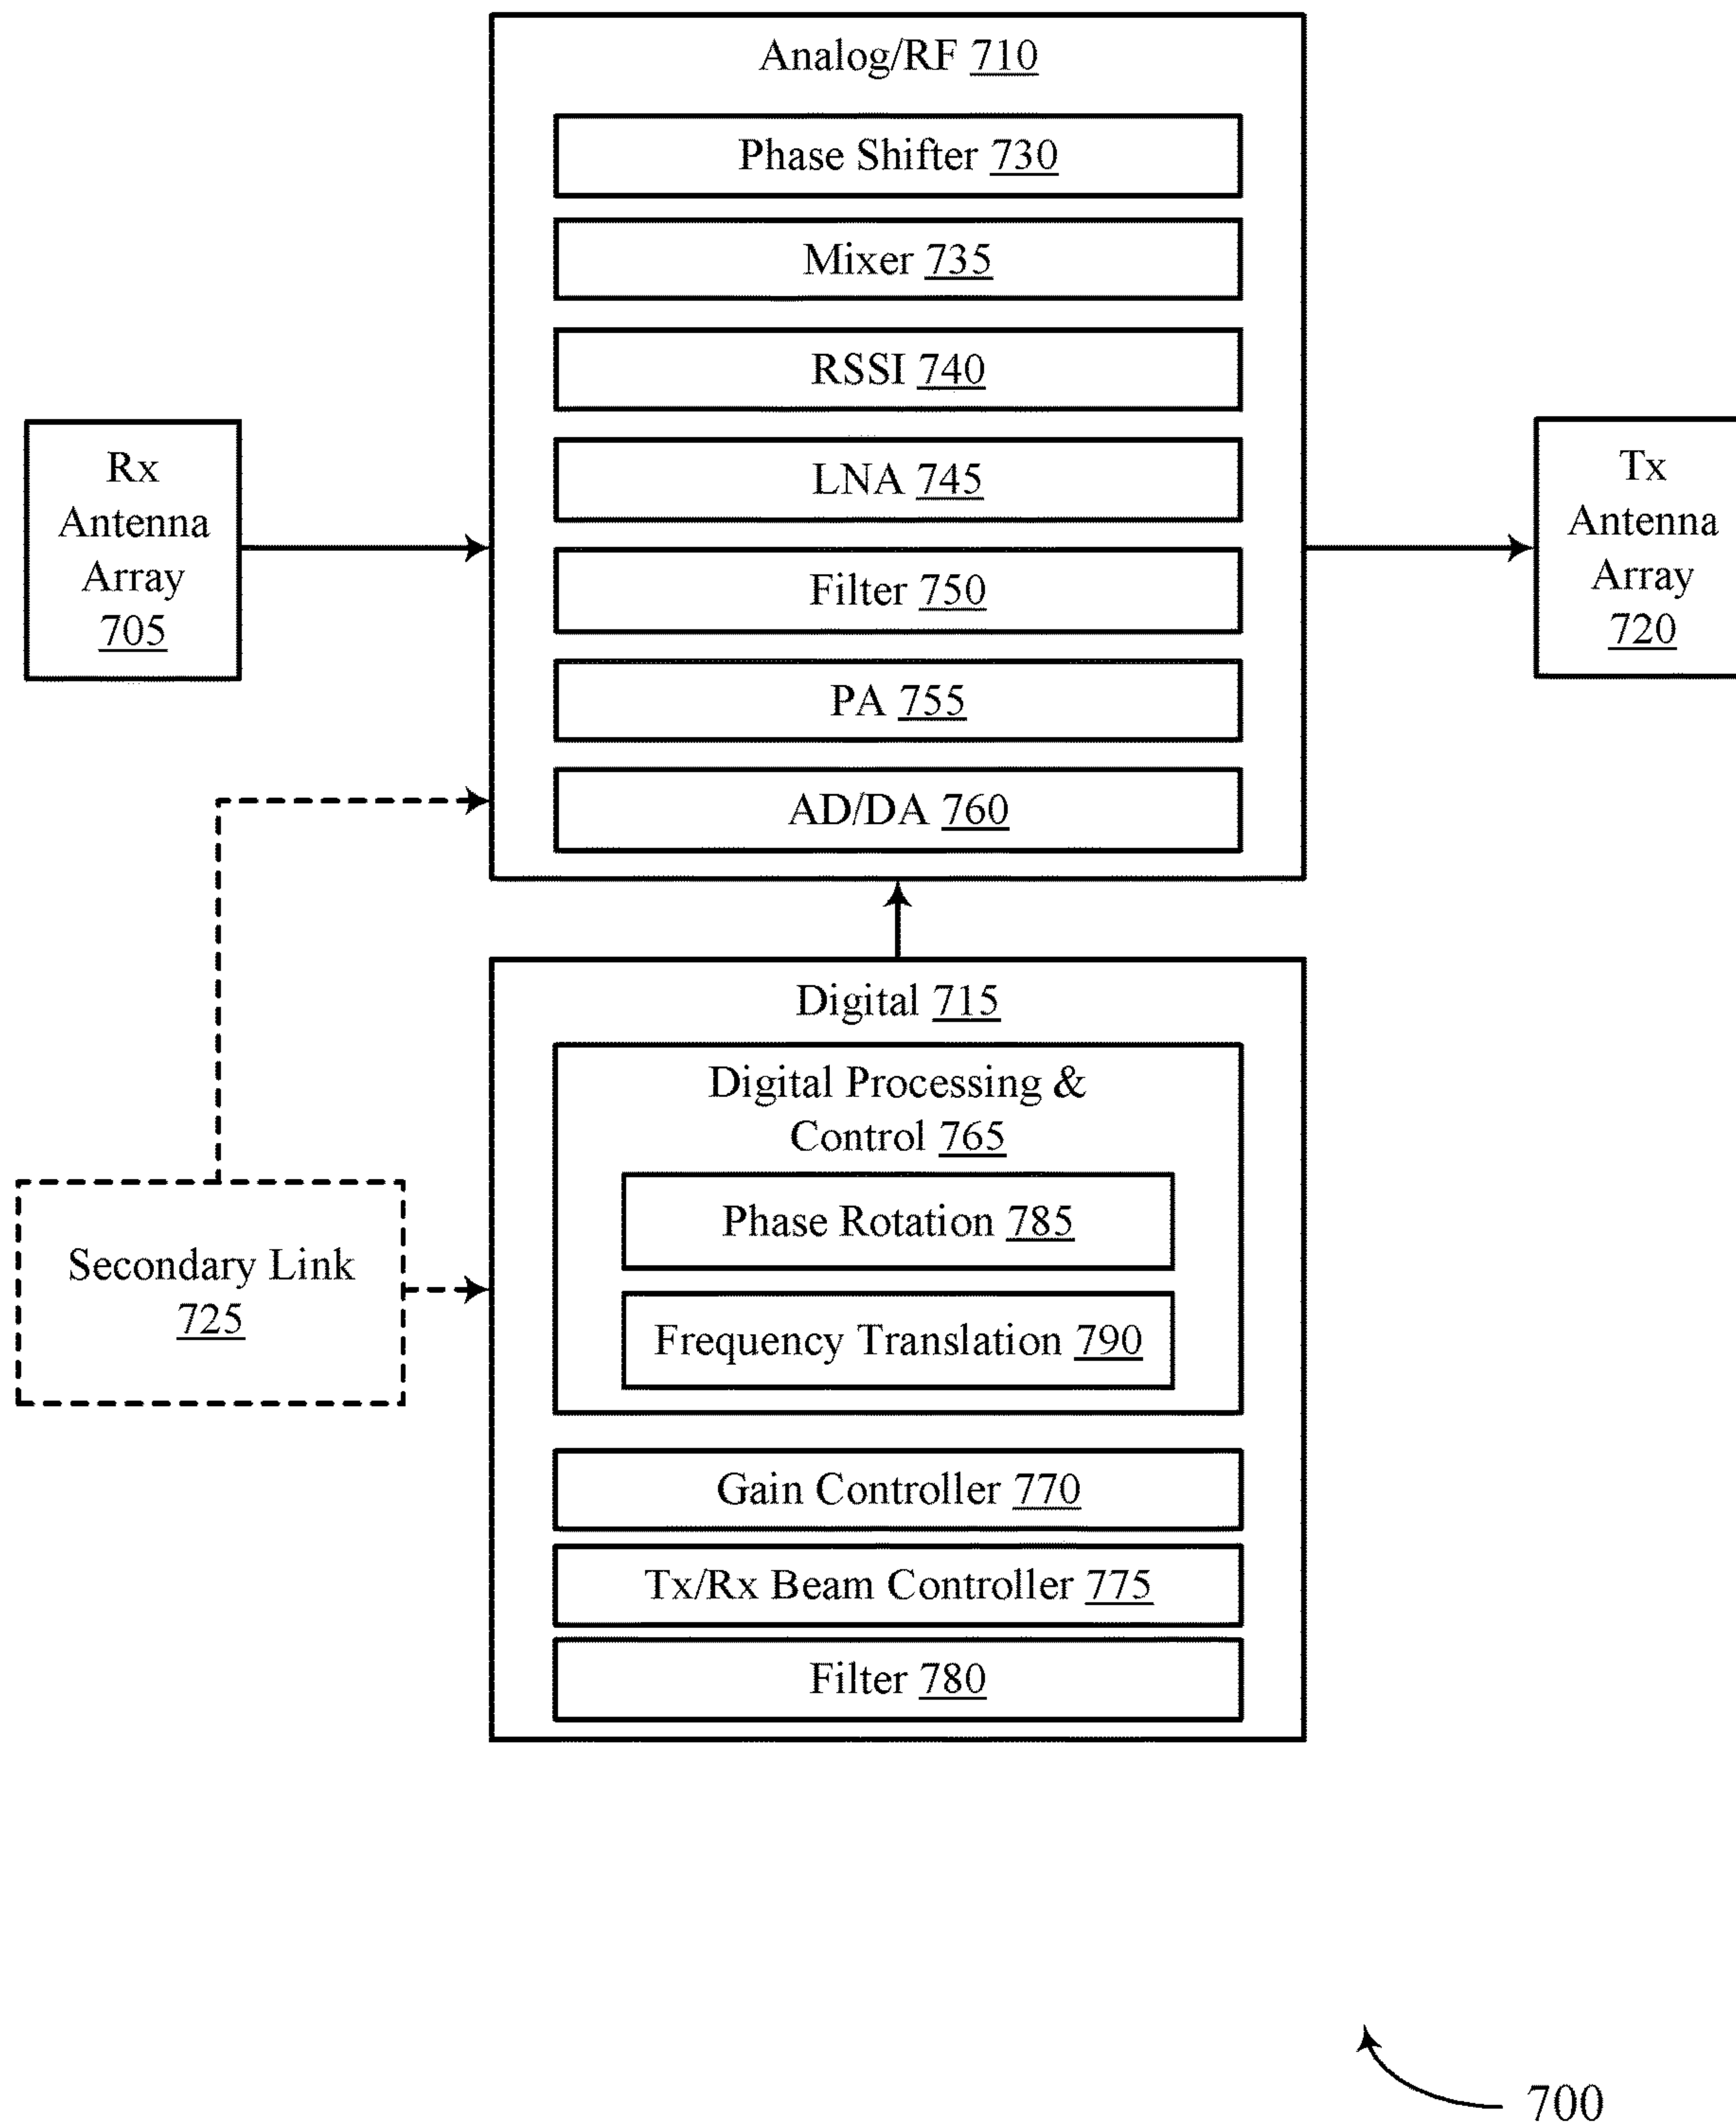 Analog/RF 710
Phase Shifter 730
Mixer 735
RSSI 740
LNA 745
Filter 750
PA 755
AD/DA 760
Rx
Antenna
Array
705
Tx
Antenna
Array
720
Digital 715
Digital Processing &
Control 765
Phase Rotation 785
Frequency Translation 790
Gain Controller 770
Tx/Rx Beam Controller 775
Filter 780
Secondary Link
725
700